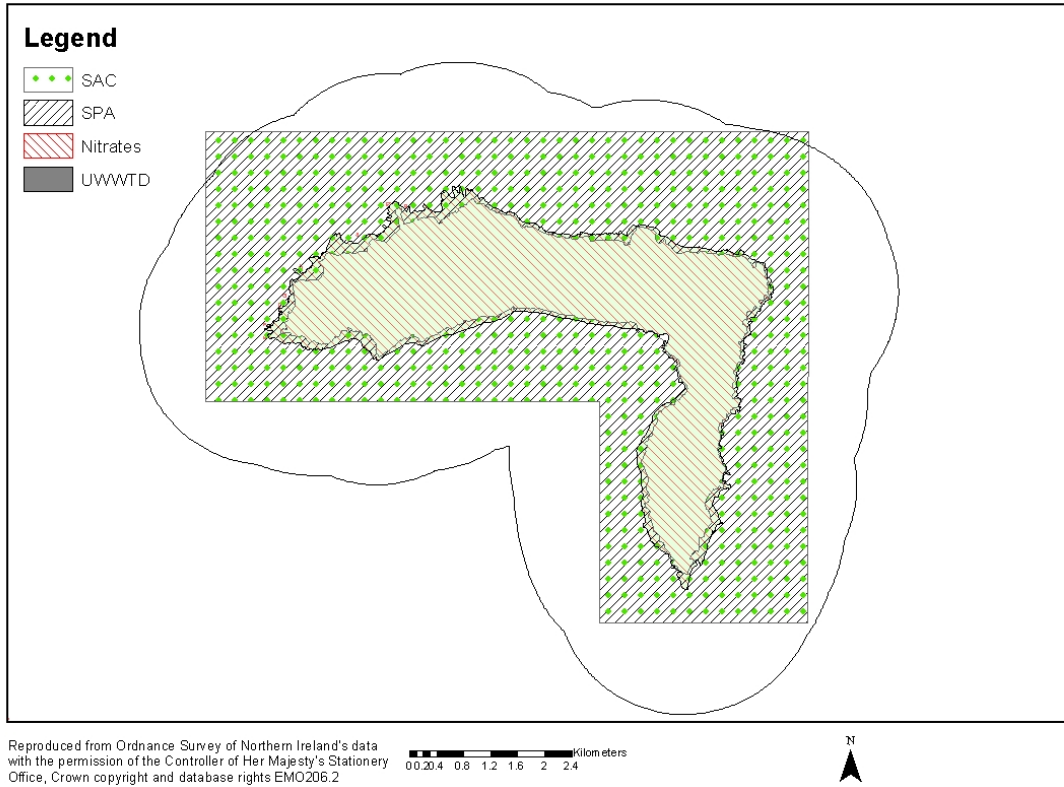 Legend
SAC
SPA
Nitrates
UWWTD
Reproduced from Ordnance Survey of Northern Ireland's data
with the permission of the Controller of Her Majesty's Stationery
Office, Crown copyright and database rights EMO206.2
Kilometers
0 0.20.4 0.8 1.2 1.6 2 2.4
N